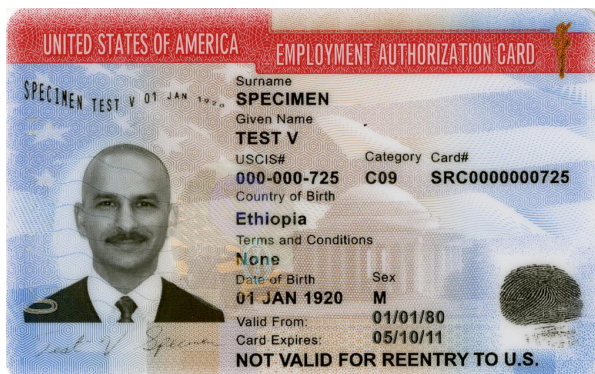 UNITED STATES OF AMERICA EMPLOYMENT AUTHORIZATION CARD
SPECIMEN TEST V 01 JAN 1920
Surname
SPECIMEN
Given Name
TEST V
USCIS# Category Card#
000-000-725 C09 SRC0000000725
Country of Birth
Ethiopia
Terms and Conditions
None
Date of Birth Sex
01 JAN 1920 M
Valid From: 01/01/80
Card Expires: 05/10/11
NOT VALID FOR REENTRY TO U.S.
Test V Specimen